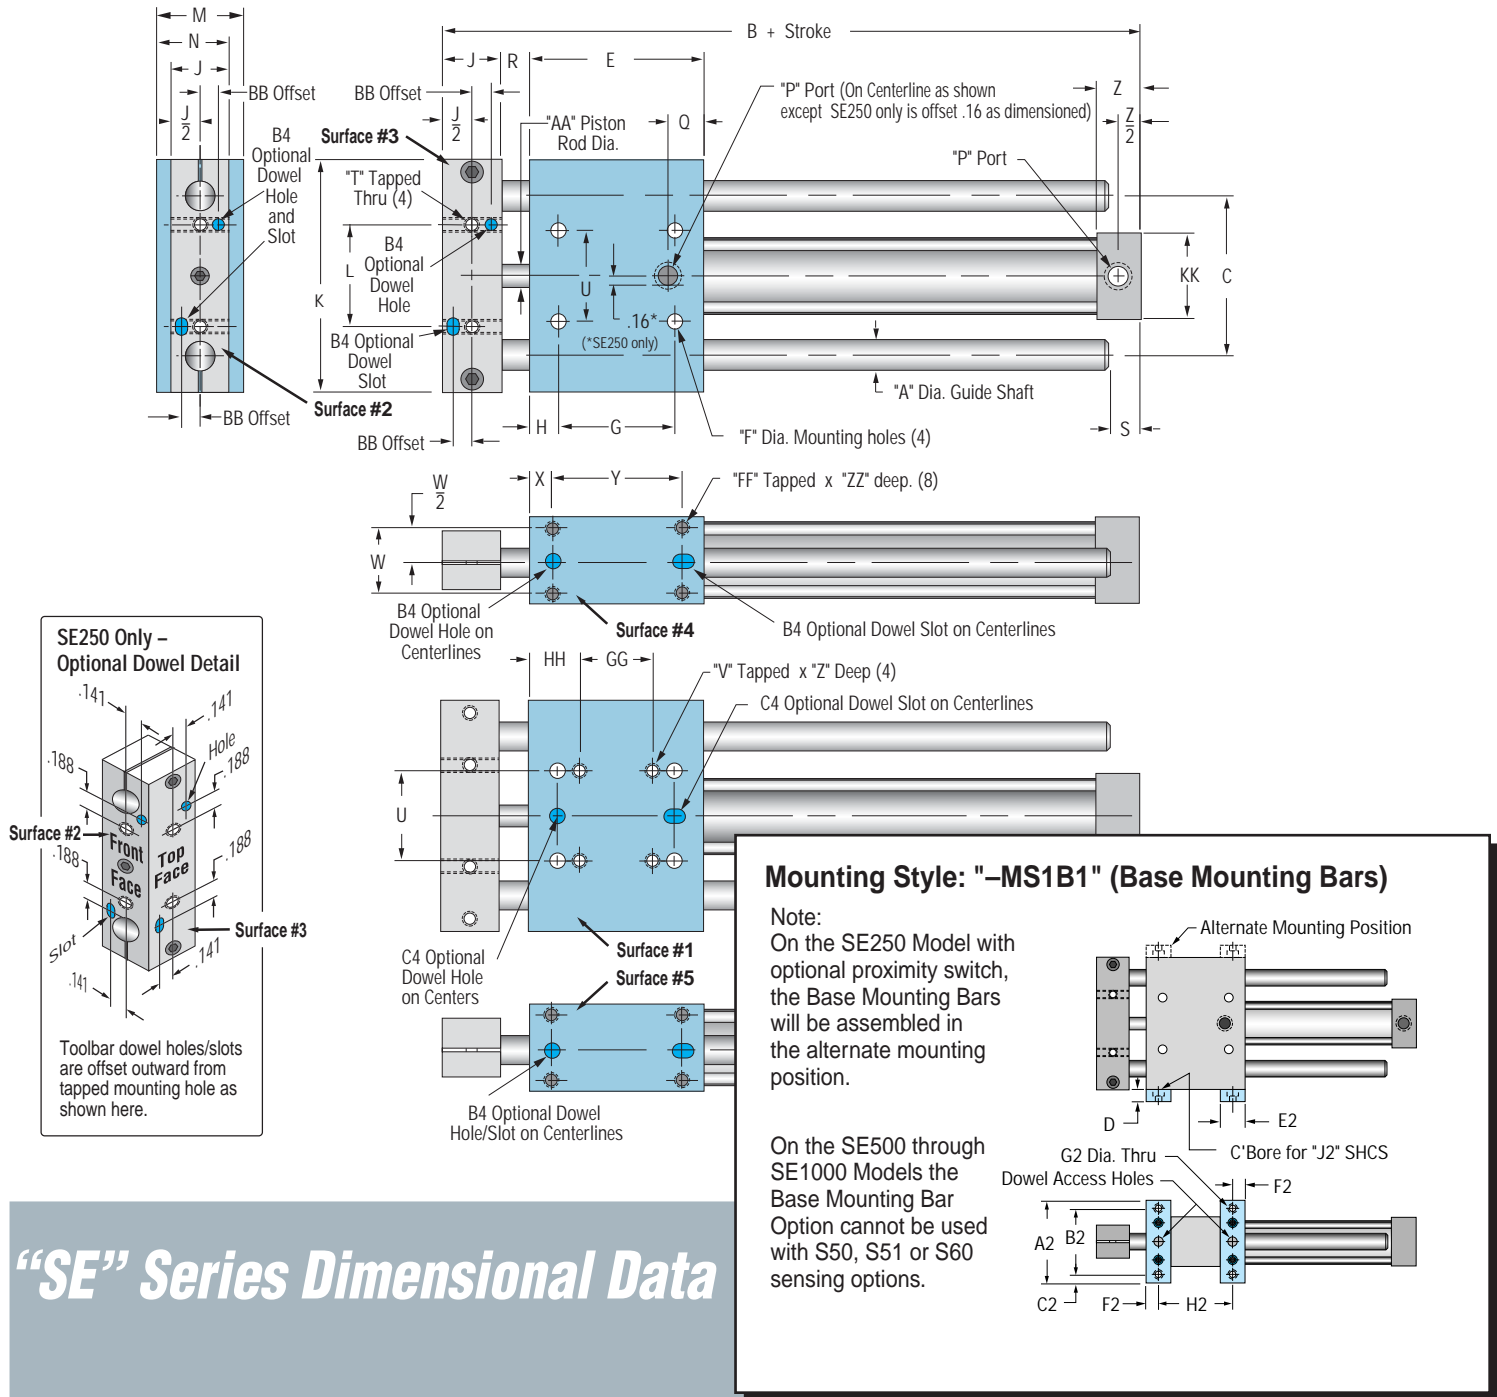 M
N
J
BB Offset
J
2
B4
Optional
Dowel
Hole
and
Slot
Surface #2
BB Offset
B + Stroke
J
R
E
BB Offset
J
2
Surface #3
"AA" Piston
Rod Dia.
Q
"P" Port (On Centerline as shown
except SE250 only is offset .16 as dimensioned)
Z
Z
2
"P" Port
"T" Tapped
Thru (4)
B4
Optional
Dowel
Hole
L
K
U
.16*
(*SE250 only)
B4 Optional
Dowel
Slot
KK
C
BB Offset
H
G
"A" Dia. Guide Shaft
"F" Dia. Mounting holes (4)
S
W
2
X
Y
"FF" Tapped x "ZZ" deep. (8)
W
B4 Optional
Dowel Hole on
Centerlines
Surface #4
B4 Optional Dowel Slot on Centerlines
HH
GG
"V" Tapped x "Z" Deep (4)
C4 Optional Dowel Slot on Centerlines
U
C4 Optional
Dowel Hole
on Centers
Surface #1
Surface #5
B4 Optional Dowel
Hole/Slot on Centerlines
SE250 Only –
Optional Dowel Detail
.141
.141
Hole
.188
.188
Surface #2
Front
Face
Top
Face
.188
.188
Slot
Surface #3
.141
.141
Toolbar dowel holes/slots
are offset outward from
tapped mounting hole as
shown here.
Mounting Style: "–MS1B1" (Base Mounting Bars)
Note:
On the SE250 Model with
optional proximity switch,
the Base Mounting Bars
will be assembled in
the alternate mounting
position.
On the SE500 through
SE1000 Models the
Base Mounting Bar
Option cannot be used
with S50, S51 or S60
sensing options.
Alternate Mounting Position
D
E2
C'Bore for "J2" SHCS
G2 Dia. Thru
Dowel Access Holes
F2
A2
B2
C2
F2
H2
“SE” Series Dimensional Data